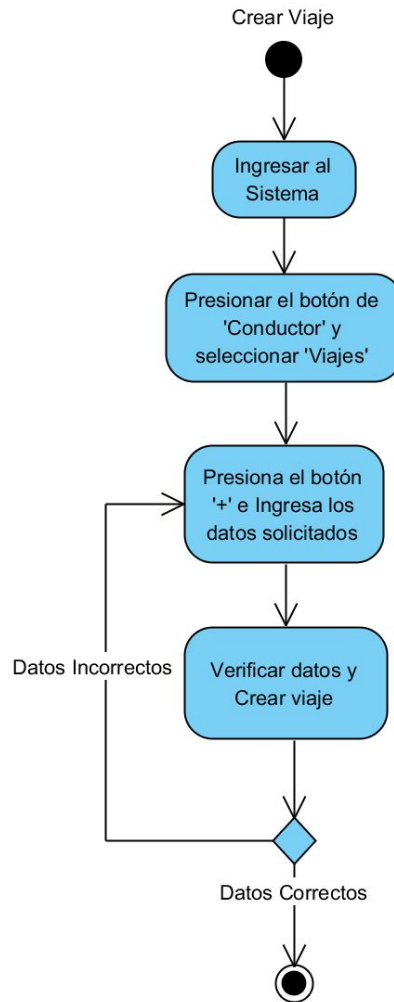 Crear Viaje
Ingresar al
Sistema
Presionar el botón de
'Conductor' y
seleccionar 'Viajes'
Presiona el botón
'+' e Ingresa los
datos solicitados
Datos Incorrectos
Verificar datos y
Crear viaje
Datos Correctos